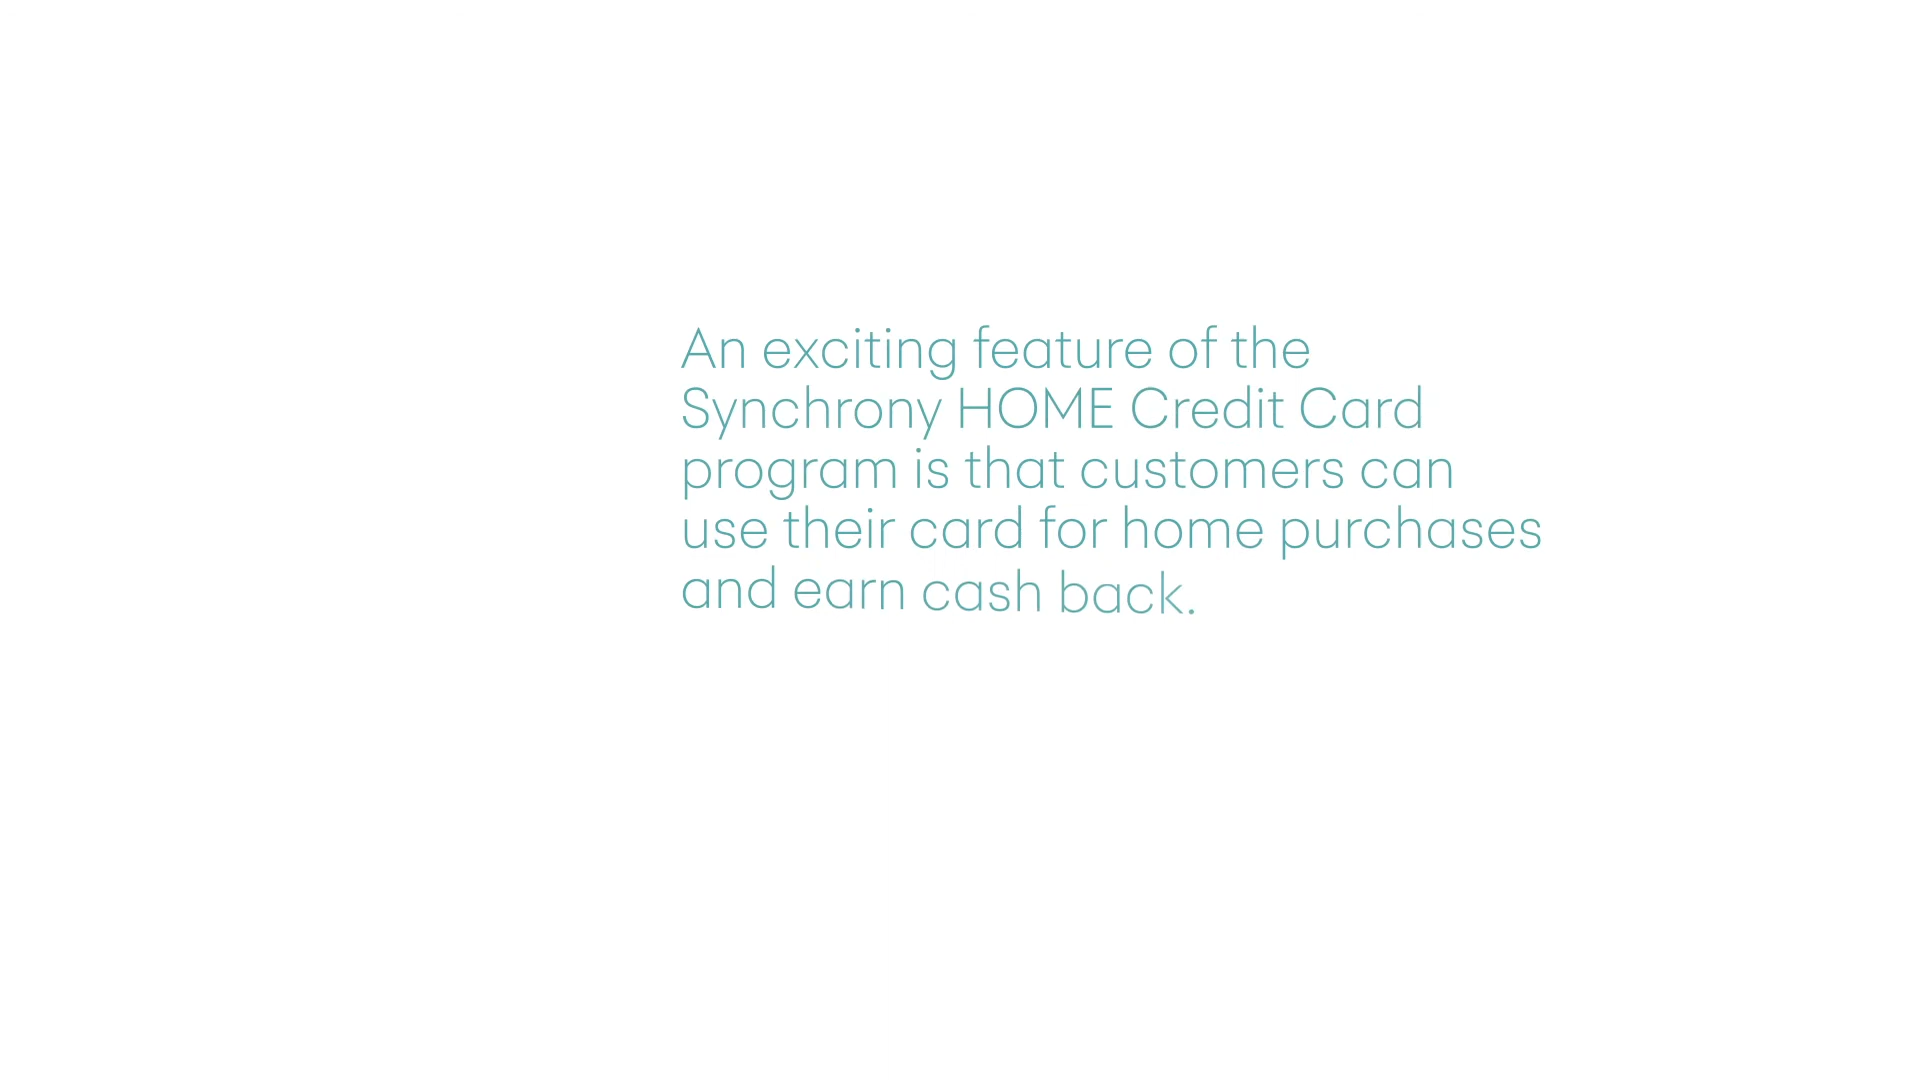 An exciting feature of the
Synchrony HOME Credit Card
program is that customers can
use their card for home purchases
and earn cash back.